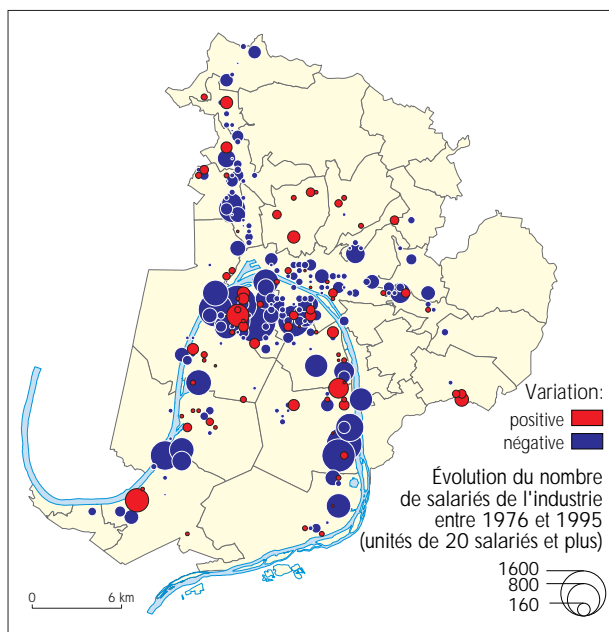 Variation:
positive
négative
Évolution du nombre
de salariés de l'industrie
entre 1976 et 1995
(unités de 20 salariés et plus)
1600
800
160
0 6 km